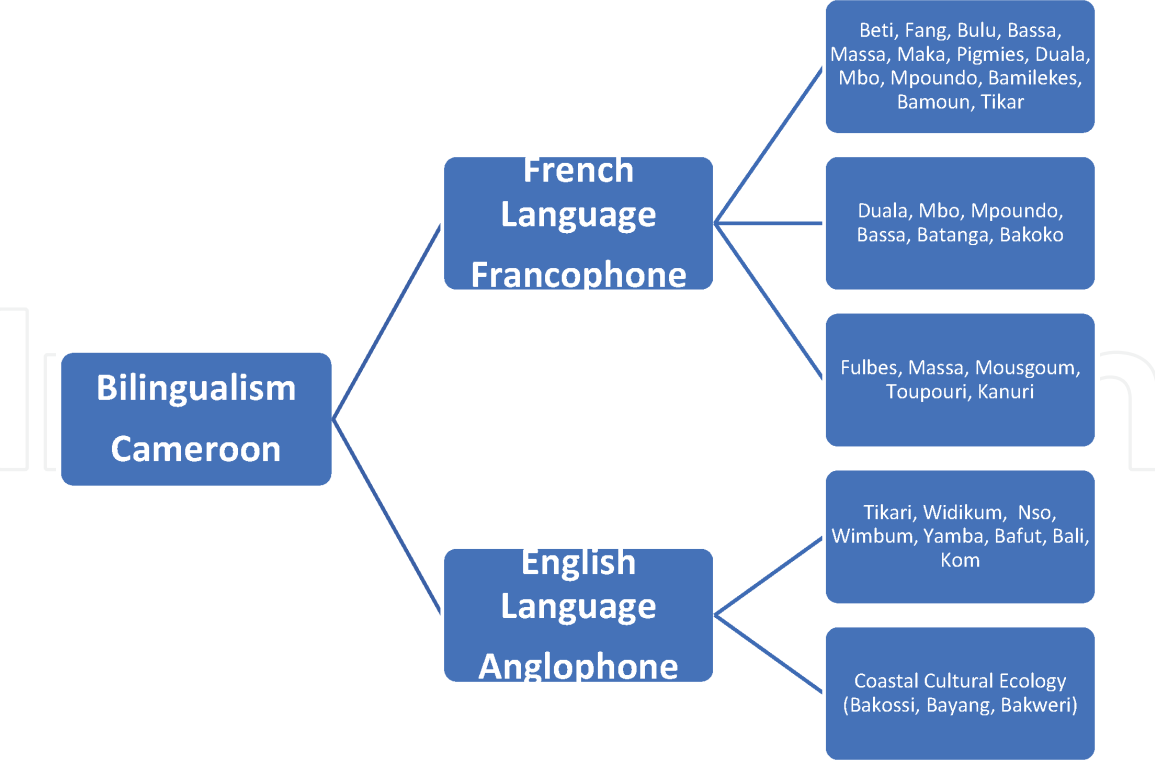 Bilingualism
Cameroon
French
Language
Francophone
English
Language
Anglophone
Beti, Fang, Bulu, Bassa,
Massa, Maka, Pigmies, Duala,
Mbo, Mpoundo, Bamilekes,
Bamoun, Tikar
Duala, Mbo, Mpoundo,
Bassa, Batanga, Bakoko
Fulbes, Massa, Mousgoum,
Toupouri, Kanuri
Tikari, Widikum, Nso,
Wimbum, Yamba, Bafut, Bali,
Kom
Coastal Cultural Ecology
(Bakossi, Bayang, Bakweri)